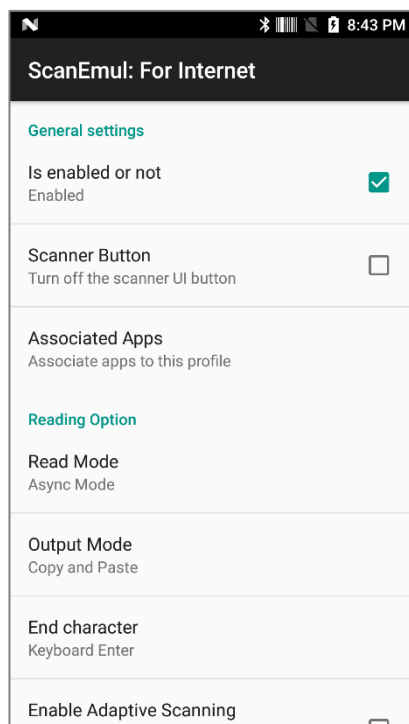 8:43 PM
ScanEmul: For Internet
General settings
Is enabled or not
Enabled
Scanner Button
Turn off the scanner UI button
Associated Apps
Associate apps to this profile
Reading Option
Read Mode
Async Mode
Output Mode
Copy and Paste
End character
Keyboard Enter
Enable Adaptive Scanning